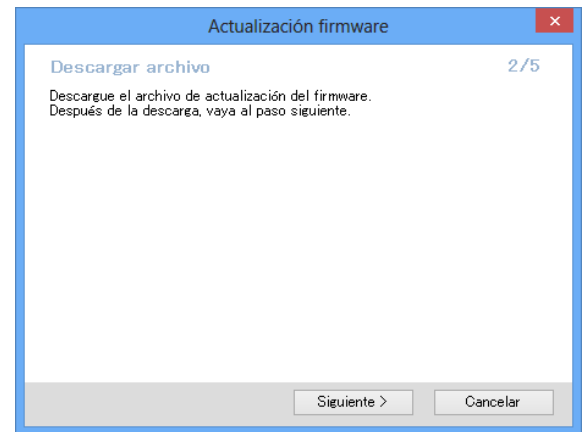 Actualización firmware
Descargar archivo 2/5
Descargue el archivo de actualización del firmware.
Después de la descarga, vaya al paso siguiente.
Siguiente > Cancelar